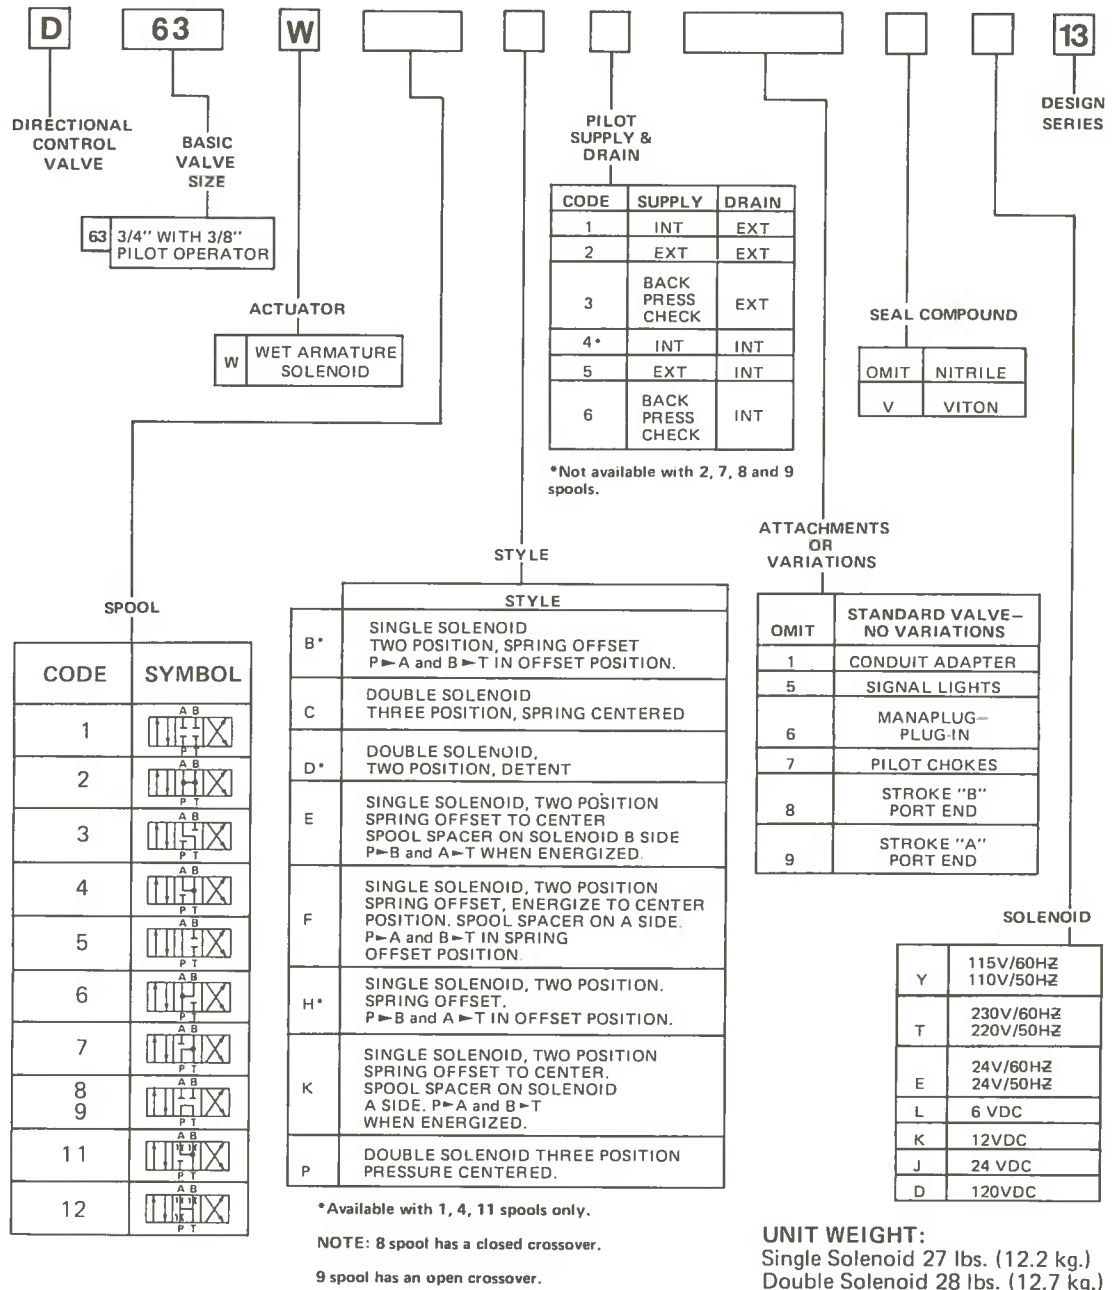 D 63 W 13
DIRECTIONAL
CONTROL
VALVE
BASIC
VALVE
SIZE
63 3/4" WITH 3/8"
PILOT OPERATOR
ACTUATOR
W WET ARMATURE
SOLENOID
PILOT
SUPPLY &
DRAIN
CODE SUPPLY DRAIN
1 INT EXT
2 EXT EXT
3 BACK
PRESS
CHECK EXT
4* INT INT
5 EXT INT
6 BACK
PRESS
CHECK INT
*Not available with 2, 7, 8 and 9
spools.
DESIGN
SERIES
SEAL COMPOUND
OMIT NITRILE
V VITON
SPOOL
CODE SYMBOL
1 A B P T
2 A B P T
3 A B P T
4 A B P T
5 A B P T
6 A B P T
7 A B P T
8
9 A B P T
11 A B P T
12 A B P T
STYLE
STYLE
B* SINGLE SOLENOID
TWO POSITION, SPRING OFFSET
P►A and B►T IN OFFSET POSITION.
C DOUBLE SOLENOID
THREE POSITION, SPRING CENTERED
D* DOUBLE SOLENOID,
TWO POSITION, DETENT
E SINGLE SOLENOID, TWO POSITION
SPRING OFFSET TO CENTER
SPOOL SPACER ON SOLENOID B SIDE
P►B and A►T WHEN ENERGIZED.
F SINGLE SOLENOID, TWO POSITION
SPRING OFFSET, ENERGIZE TO CENTER
POSITION. SPOOL SPACER ON A SIDE.
P►A and B►T IN SPRING
OFFSET POSITION.
H* SINGLE SOLENOID, TWO POSITION.
SPRING OFFSET.
P►B and A►T IN OFFSET POSITION.
K SINGLE SOLENOID, TWO POSITION
SPRING OFFSET TO CENTER.
SPOOL SPACER ON SOLENOID
A SIDE. P►A and B►T
WHEN ENERGIZED.
P DOUBLE SOLENOID THREE POSITION
PRESSURE CENTERED.
*Available with 1, 4, 11 spools only.
NOTE: 8 spool has a closed crossover.
9 spool has an open crossover.
ATTACHMENTS
OR
VARIATIONS
OMIT STANDARD VALVE—
NO VARIATIONS
1 CONDUIT ADAPTER
5 SIGNAL LIGHTS
6 MANAPLUG—
PLUG-IN
7 PILOT CHOKES
8 STROKE "B"
PORT END
9 STROKE "A"
PORT END
SOLENOID
Y 115V/60HZ
110V/50HZ
T 230V/60HZ
220V/50HZ
E 24V/60HZ
24V/50HZ
L 6 VDC
K 12VDC
J 24 VDC
D 120VDC
UNIT WEIGHT:
Single Solenoid 27 lbs. (12.2 kg.)
Double Solenoid 28 lbs. (12.7 kg.)